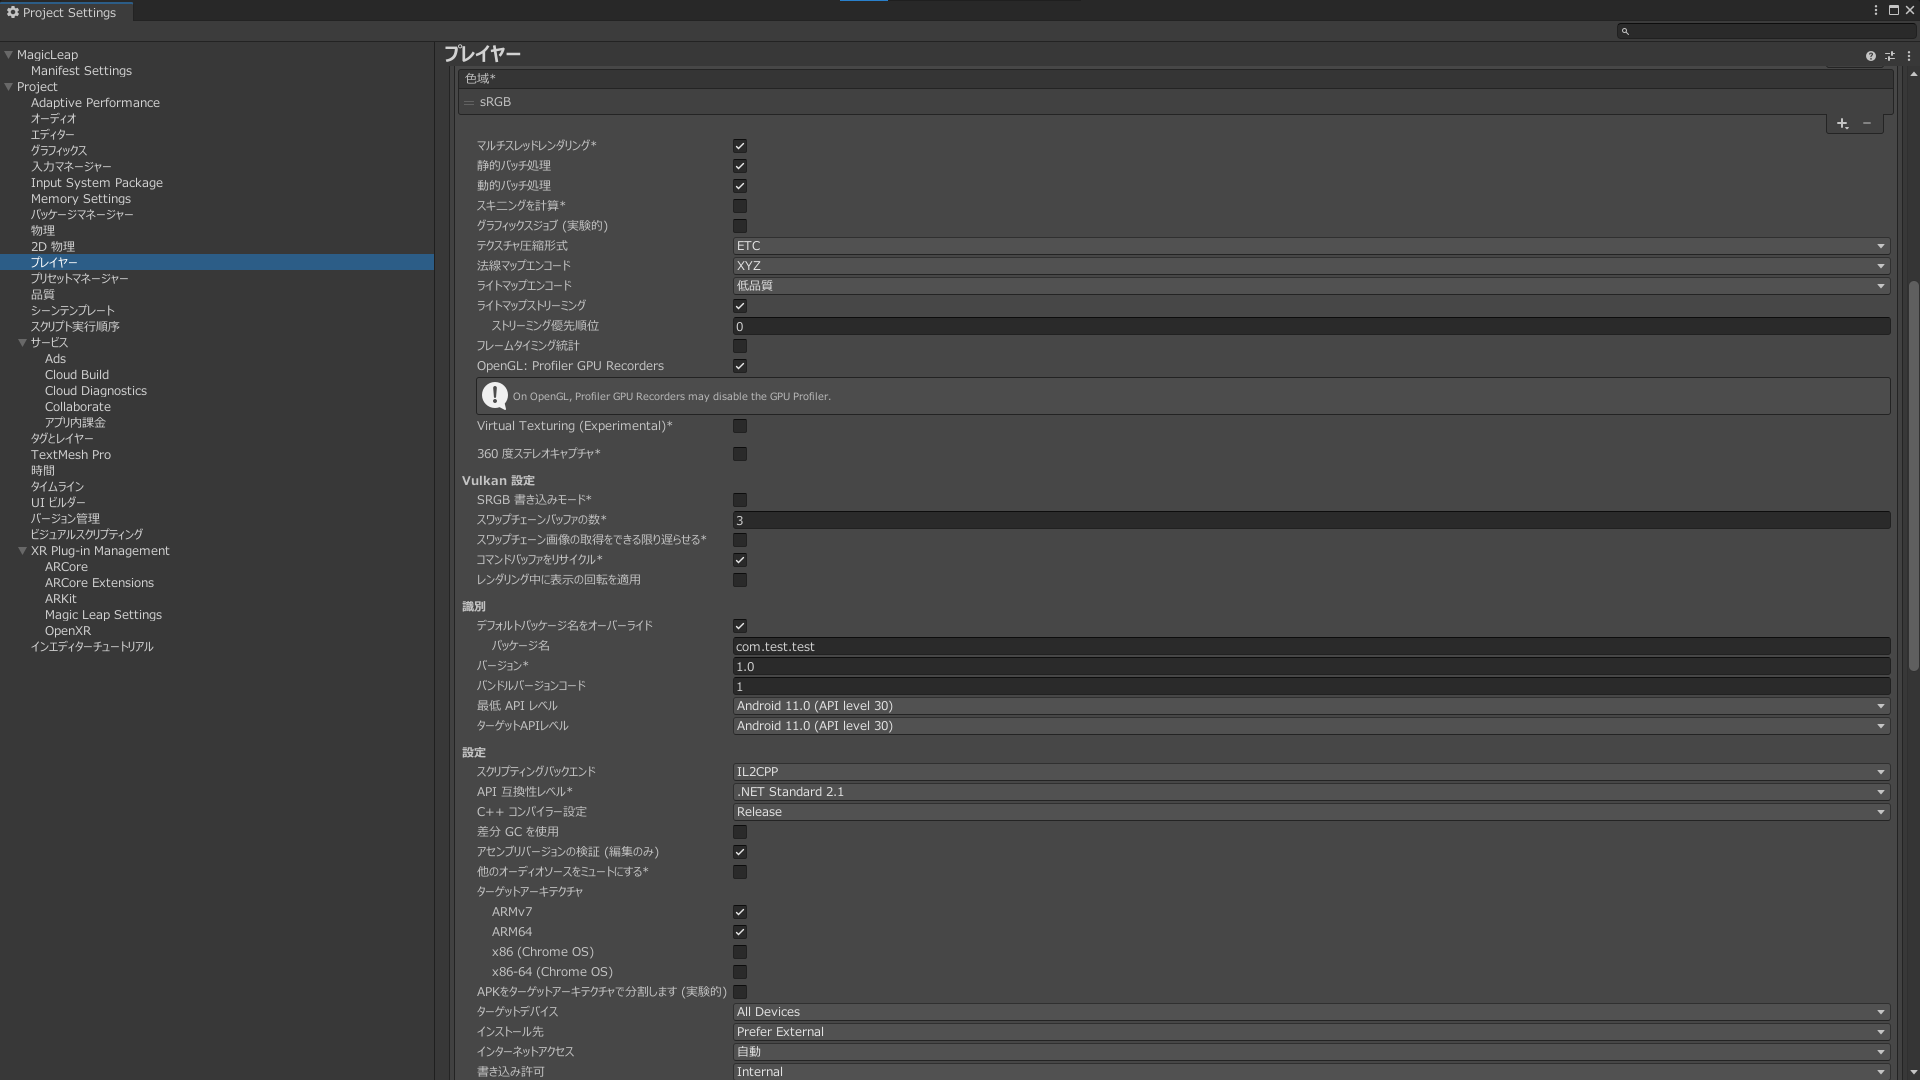 Project Settings
MagicLeap
Manifest Settings
Project
Adaptive Performance
オーディオ
エディター
グラフィックス
入力マネージャー
Input System Package
Memory Settings
パッケージマネージャー
物理
2D 物理
プレイヤー
プリセットマネージャー
品質
シーンテンプレート
スクリプト実行順序
サービス
Ads
Cloud Build
Cloud Diagnostics
Collaborate
アプリ内課金
タグとレイヤー
TextMesh Pro
時間
タイムライン
UI ビルダー
バージョン管理
ビジュアルスクリプティング
XR Plug-in Management
ARCore
ARCore Extensions
ARKit
Magic Leap Settings
OpenXR
インエディターチュートリアル
プレイヤー
色域*
sRGB
マルチスレッドレンダリング*
静的バッチ処理
動的バッチ処理
スキニングを計算*
グラフィックスジョブ (実験的)
テクスチャ圧縮形式 ETC
法線マップエンコード XYZ
ライトマップエンコード 低品質
ライトマップストリーミング
ストリーミング優先順位 0
フレームタイミング統計
OpenGL: Profiler GPU Recorders
On OpenGL, Profiler GPU Recorders may disable the GPU Profiler.
Virtual Texturing (Experimental)*
360 度ステレオキャプチャ*
Vulkan 設定
SRGB 書き込みモード*
スワップチェーンバッファの数* 3
スワップチェーン画像の取得をできる限り遅らせる*
コマンドバッファをリサイクル*
レンダリング中に表示の回転を適用
識別
デフォルトパッケージ名をオーバーライド
パッケージ名 com.test.test
バージョン* 1.0
バンドルバージョンコード 1
最低 API レベル Android 11.0 (API level 30)
ターゲットAPIレベル Android 11.0 (API level 30)
設定
スクリプティングバックエンド IL2CPP
API 互換性レベル* .NET Standard 2.1
C++ コンパイラー設定 Release
差分 GC を使用
アセンブリバージョンの検証 (編集のみ)
他のオーディオソースをミュートにする*
ターゲットアーキテクチャ
ARMv7
ARM64
x86 (Chrome OS)
x86-64 (Chrome OS)
APKをターゲットアーキテクチャで分割します (実験的)
ターゲットデバイス All Devices
インストール先 Prefer External
インターネットアクセス 自動
書き込み許可 Internal